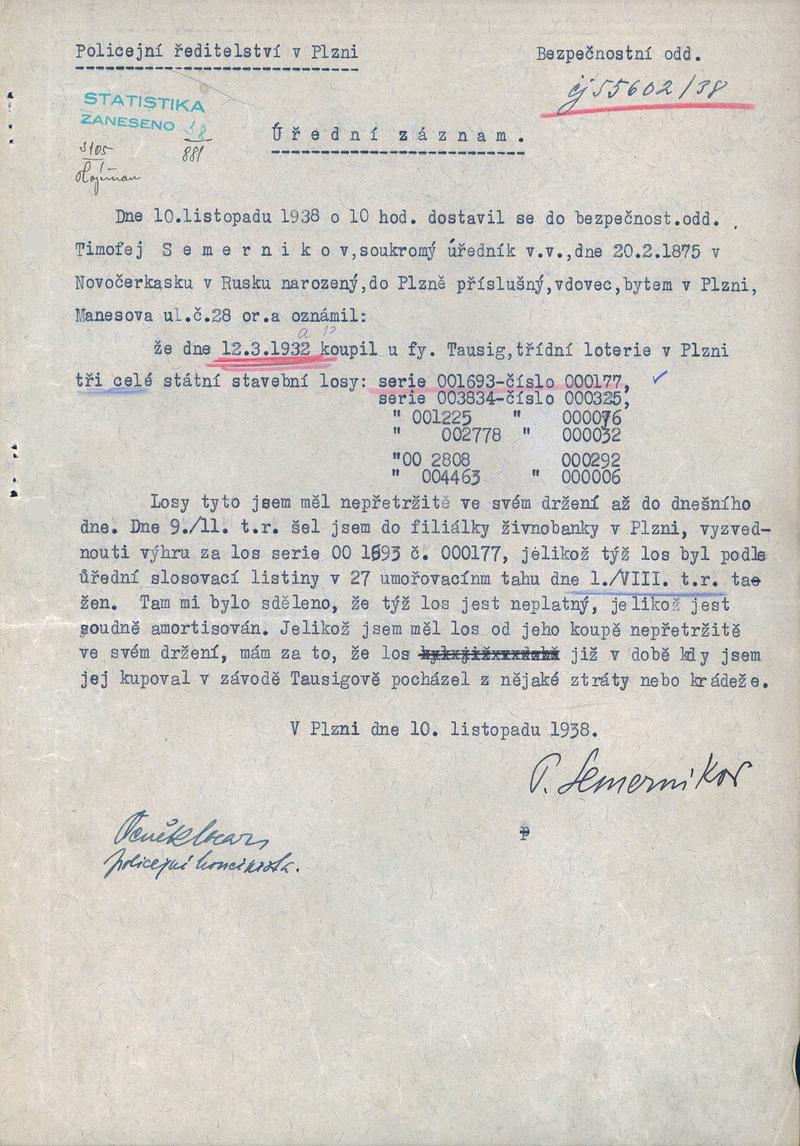 Policejní ředitelství v Plzni
Bezpečnostní odd.
čj 55602/38
STATISTIKA
ZANESENO 38
881
3105
Ú ř e d n í   z á z n a m .
Dne 10.listopadu 1938 o 10 hod. dostavil se do bezpečnost.odd.
Timofej S e m e r n i k o v,soukromý úředník v.v.,dne 20.2.1875 v
Novočerkasku v Rusku narozený,do Plzně příslušný,vdovec,bytem v Plzni,
Manesova ul.č.28 or.a oznámil:
že dne 12.3.1932 koupil u fy. Tausig,třídní loterie v Plzni
tři celé státní stavební losy: serie 001693-číslo 000177,
serie 003834-číslo 000325,
" 001225 " 000076
" 002778 " 000032
"00 2808 000292
" 004463 " 000006
Losy tyto jsem měl nepřetržitě ve svém držení až do dnešního
dne. Dne 9./11. t.r. šel jsem do filiálky živnobanky v Plzni, vyzved-
nouti výhru za los serie 00 1693 č. 000177, jelikož týž los byl podle
úřední slosovací listiny v 27 umořovacínm tahu dne 1./VIII. t.r. ta-
žen. Tam mi bylo sděleno, že týž los jest neplatný, jelikož jest
soudně amortisován. Jelikož jsem měl los od jeho koupě nepřetržitě
ve svém držení, mám za to, že los již v době kdy jsem
jej kupoval v závodě Tausigově pocházel z nějaké ztráty nebo krádeže.
V Plzni dne 10. listopadu 1938.
T. Semernikov
policejní